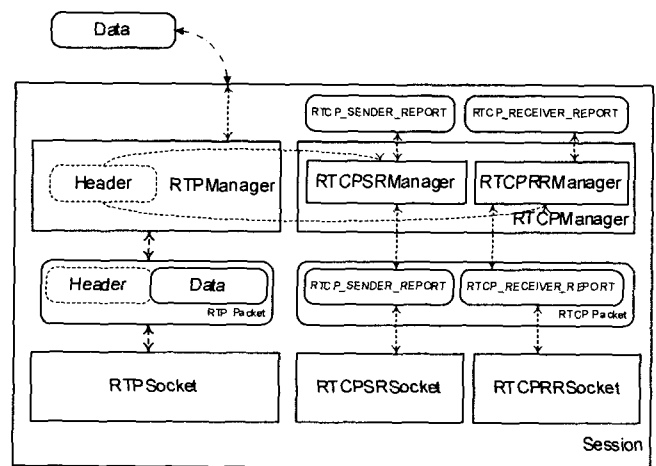 Data
RTCP_SENDER_REPORT RTCP_RECEIVER_REPORT
Header RTPManager
RTCPSRManager RTCPRRManager
RTCPManager
Header Data
RTP Packet
RTCP_SENDER_REPORT RTCP_RECEIVER_REPORT
RTCP Packet
RTPSocket
RTCPSRSocket
RTCPRRSocket
Session